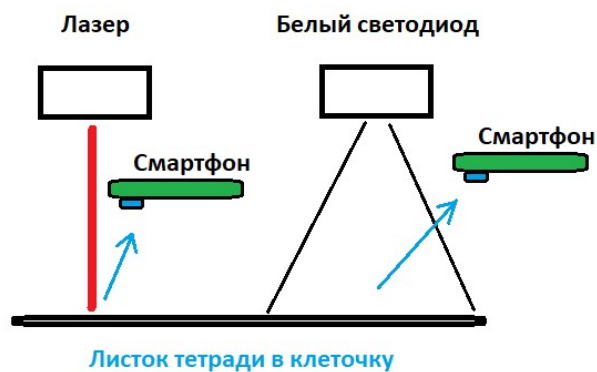 Лазер
Белый светодиод
Смартфон
Смартфон
Листок тетради в клеточку